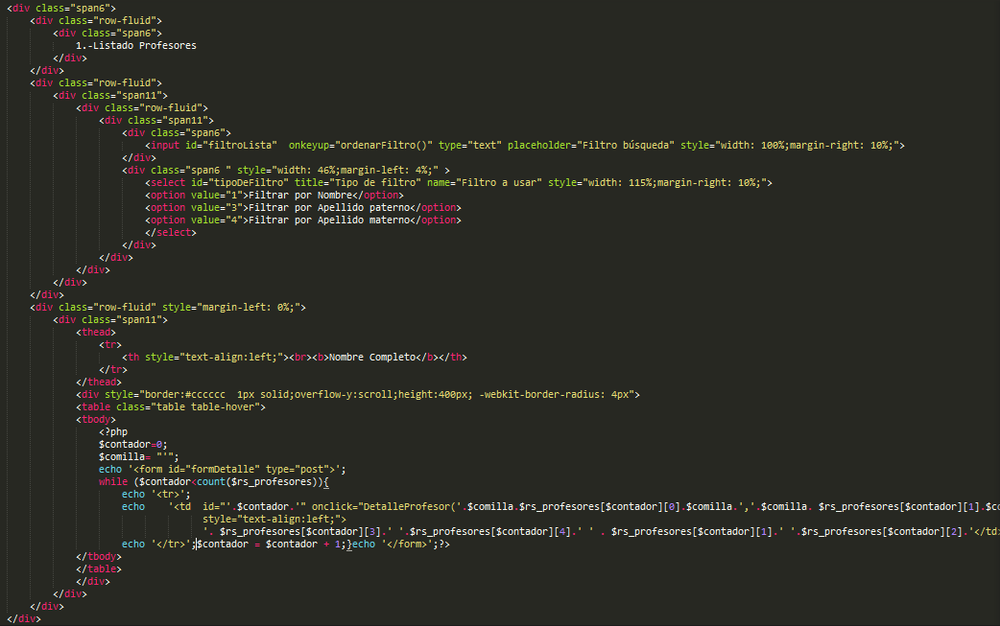 <div class="span6">
<div class="row-fluid">
<div class="span6">
1.-Listado Profesores
</div>
</div>
<div class="row-fluid">
<div class="span11">
<div class="row-fluid">
<div class="span11">
<div class="span6">
<input id="filtroLista"  onkeyup="ordenarFiltro()" type="text" placeholder="Filtro búsqueda" style="width: 100%;margin-right: 10%;">
</div>
<div class="span6 " style="width: 46%;margin-left: 4%;" >
<select id="tipoDeFiltro" title="Tipo de filtro" name="Filtro a usar" style="width: 115%;margin-right: 10%;">
<option value="1">Filtrar por Nombre</option>
<option value="3">Filtrar por Apellido paterno</option>
<option value="4">Filtrar por Apellido materno</option>
</select>
</div>
</div>
</div>
</div>
</div>
<div class="row-fluid" style="margin-left: 0%;">
<div class="span11">
<thead>
<tr>
<th style="text-align:left;"><br><b>Nombre Completo</b></th>
</tr>
</thead>
<div style="border:#cccccc  1px solid;overflow-y:scroll;height:400px; -webkit-border-radius: 4px">
<table class="table table-hover">
<tbody>
<?php
$contador=0;
$comilla= "'";
echo '<form id="formDetalle" type="post">';
while ($contador<count($rs_profesores)){
echo '<tr>';
echo    '<td  id="'.$contador.'" onclick="DetalleProfesor('.$comilla.$rs_profesores[$contador][0].$comilla.','.$comilla. $rs_profesores[$contador][1].$co
style="text-align:left;">
'. $rs_profesores[$contador][3].' '.$rs_profesores[$contador][4].' ' . $rs_profesores[$contador][1].' '.$rs_profesores[$contador][2].'</td>
echo '</tr>';$contador = $contador + 1;}echo '</form>';?>
</tbody>
</table>
</div>
</div>
</div>
</div>